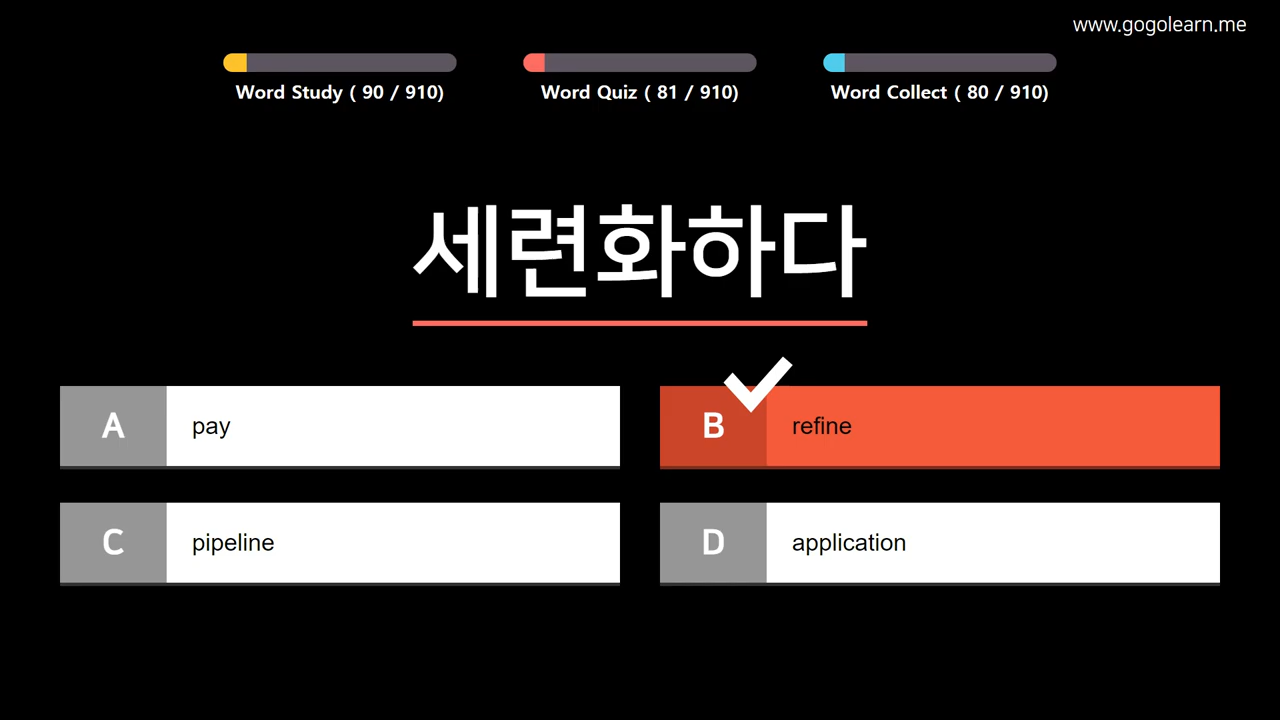 www.gogolearn.me
Word Study ( 90 / 910)
Word Quiz ( 81 / 910)
Word Collect ( 80 / 910)
세련화하다
A
pay
B
refine
C
pipeline
D
application